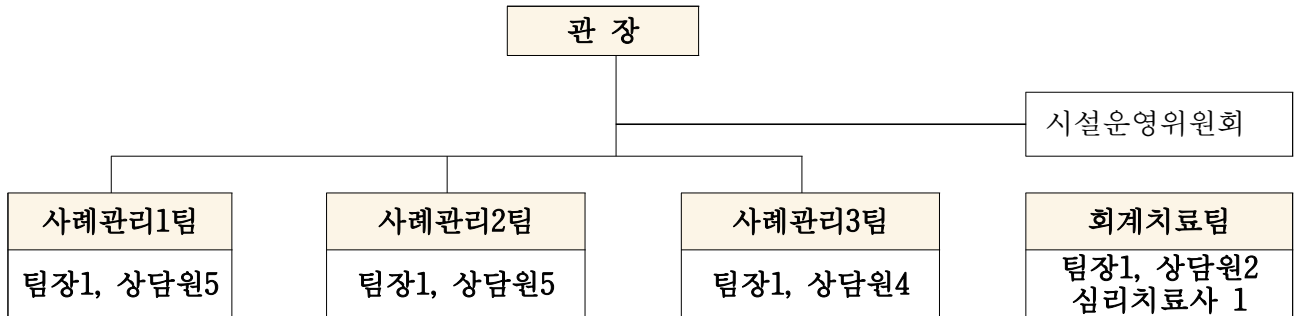 관 장
시설운영위원회
사례관리1팀
팀장1, 상담원5
사례관리2팀
팀장1, 상담원5
사례관리3팀
팀장1, 상담원4
회계치료팀
팀장1, 상담원2
심리치료사 1